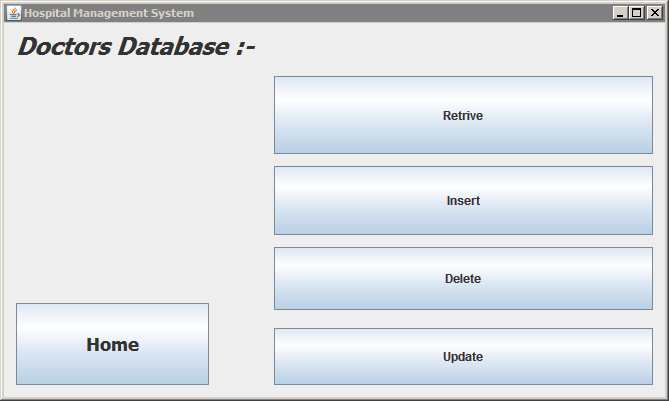 Hospital Management System
Doctors Database :-
Retrive
Insert
Delete
Home
Update